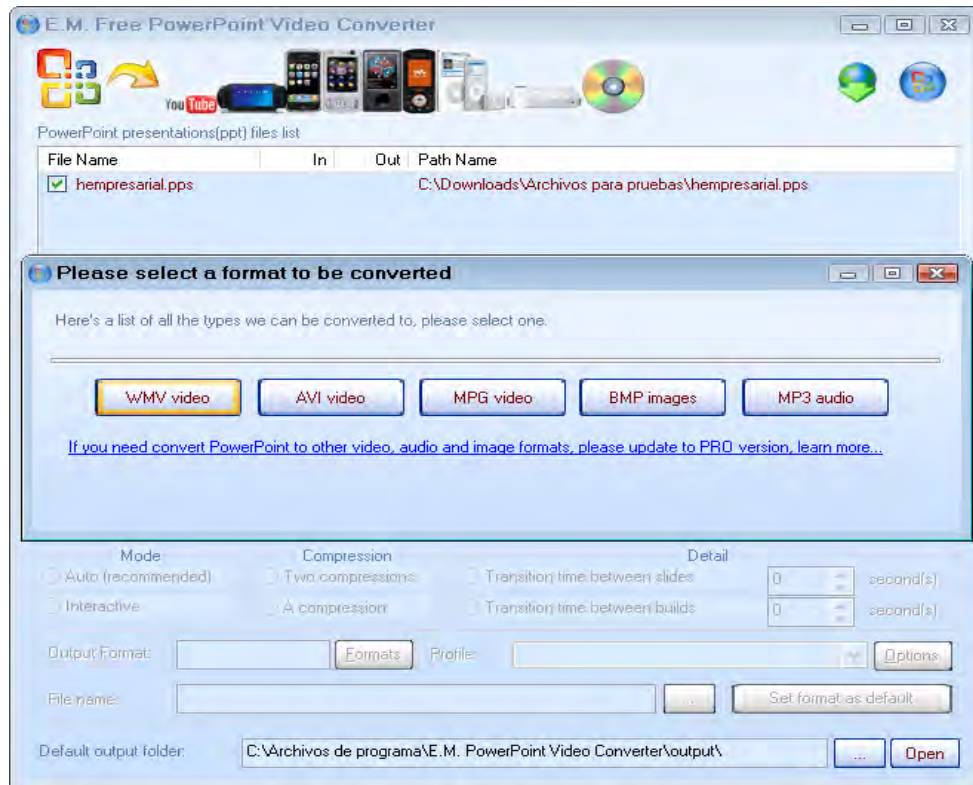 E.M. Free PowerPoint Video Converter
You Tube
PowerPoint presentations(ppt) files list
File Name In Out Path Name
hempresarial.pps C:\Downloads\Archivos para pruebas\hempresarial.pps
Please select a format to be converted
Here's a list of all the types we can be converted to, please select one.
WMV video AVI video MPG video BMP images MP3 audio
If you need convert PowerPoint to other video, audio and image formats, please update to PRO version, learn more...
Mode Compression Detail
Auto (recommended) Two compressions Transition time between slides 0 second(s)
Interactive A compression Transition time between builds 0 second(s)
Output Format: Formats Profile: Options
File name: ... Set format as default
Default output folder: C:\Archivos de programa\E.M. PowerPoint Video Converter\output\ ... Open